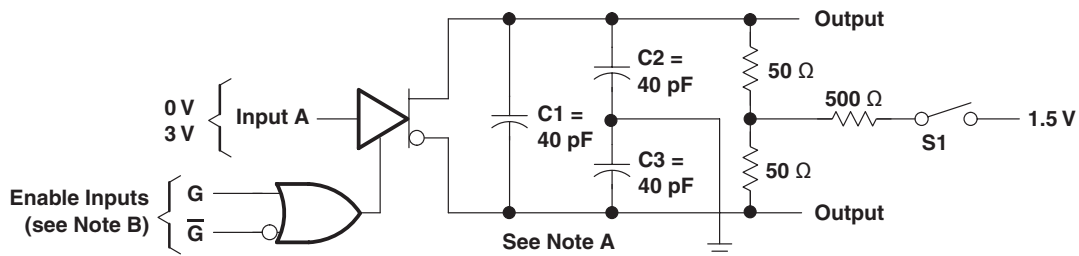 Output
C2 =
40 pF
50 Ω
0 V
3 V
Input A
C1 =
40 pF
500 Ω
1.5 V
S1
C3 =
40 pF
50 Ω
Enable Inputs
(see Note B)
G
G̅
Output
See Note A